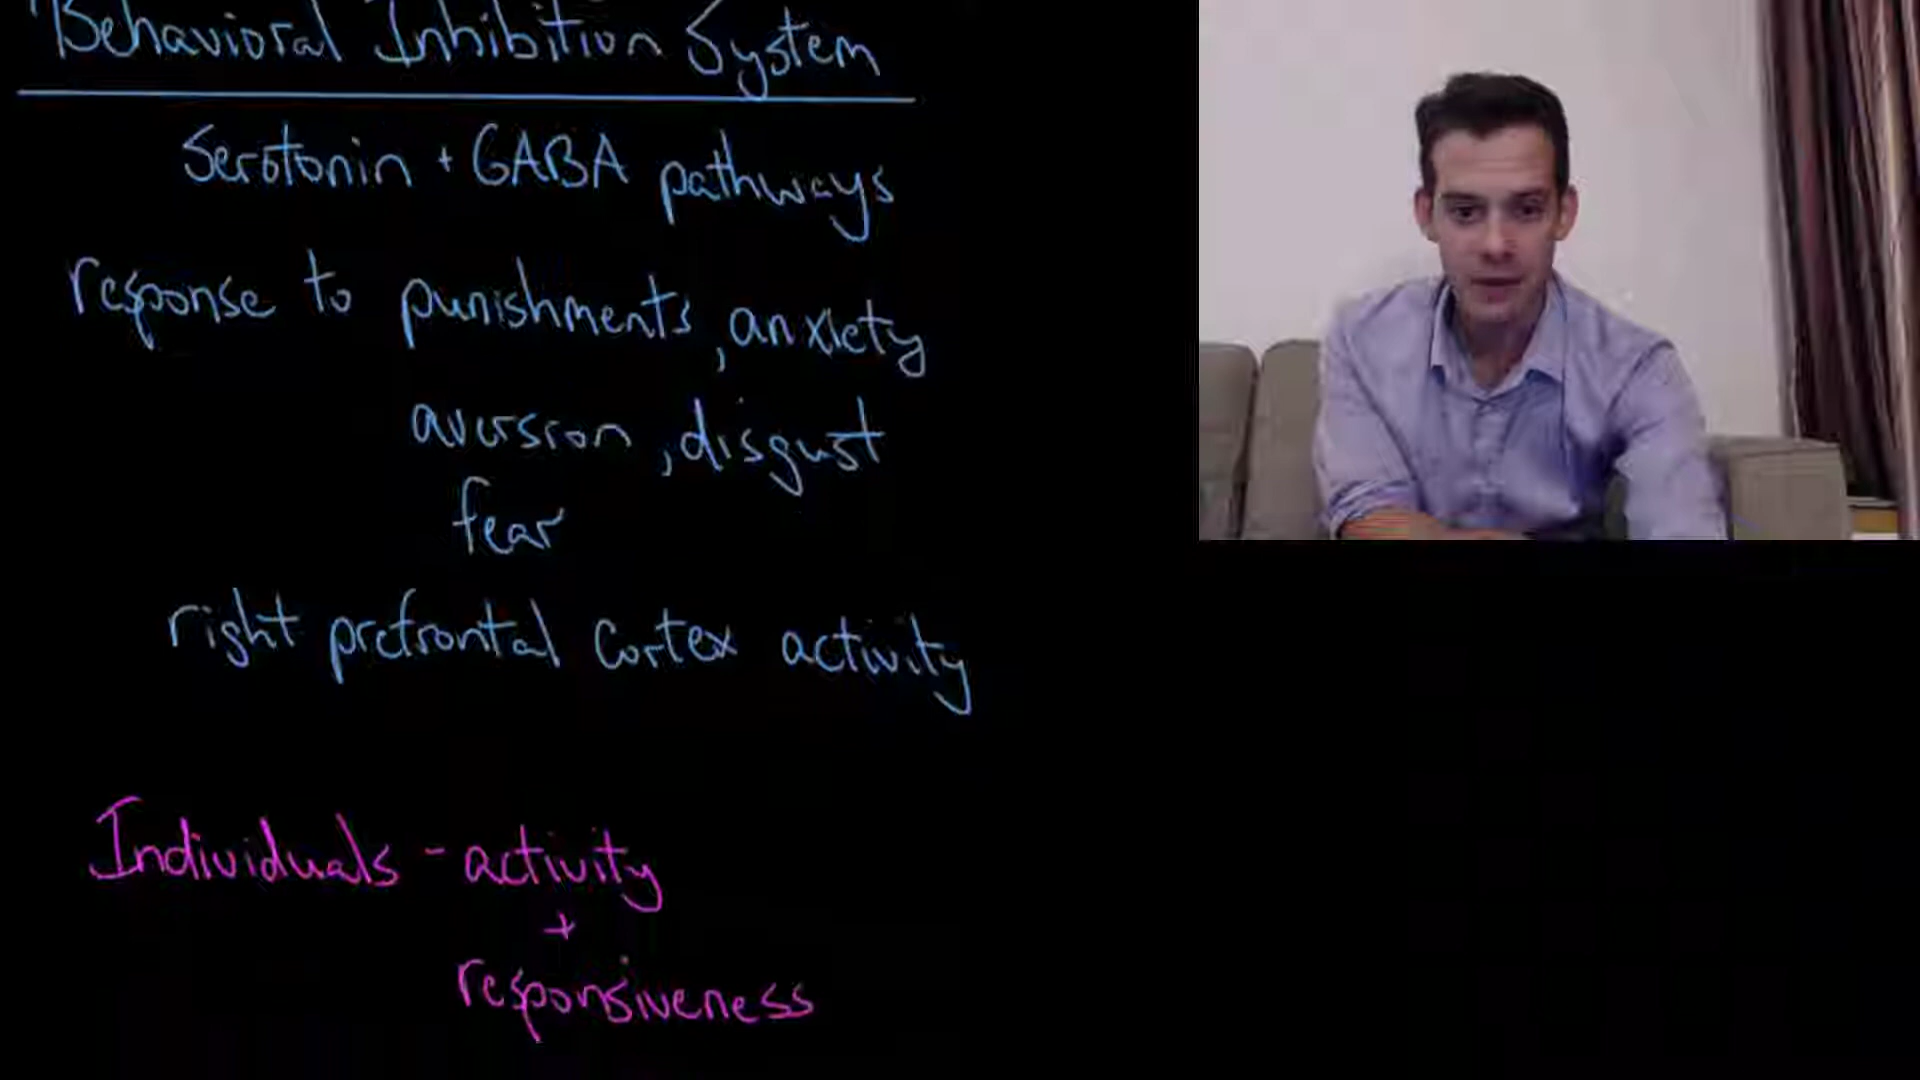 Behavioral Inhibition System
Serotonin + GABA pathways
response to punishments, anxiety
aversion, disgust
fear
right prefrontal cortex activity
Individuals - activity
+
responsiveness